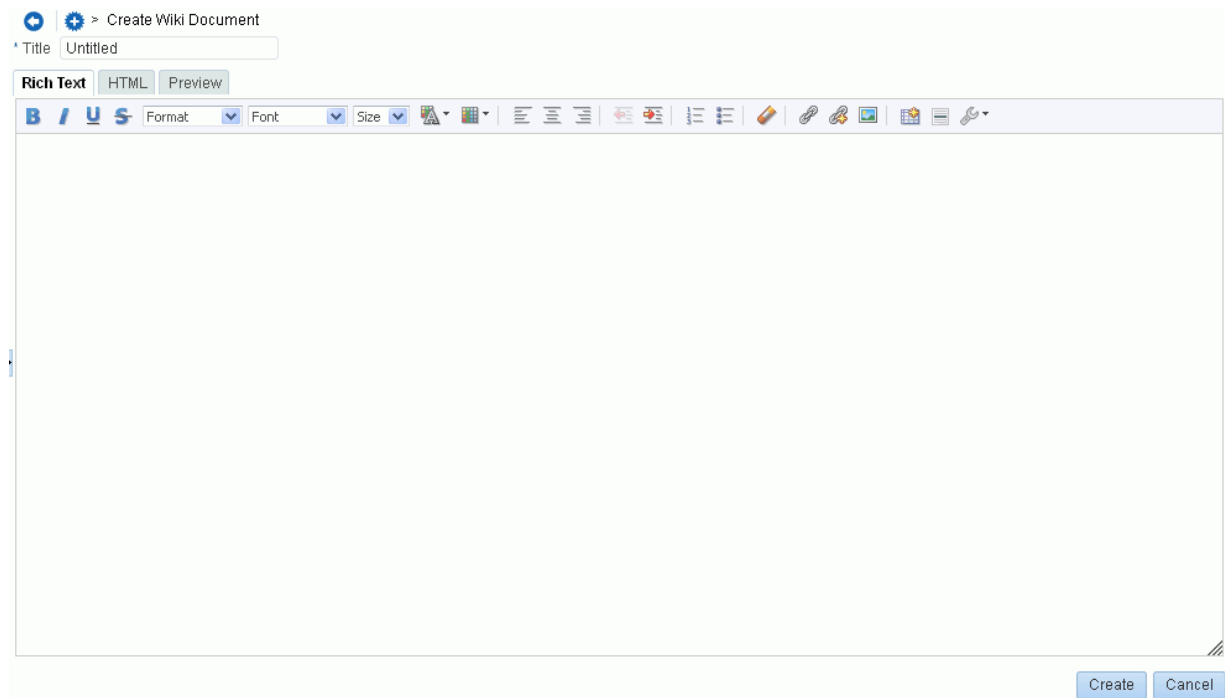 > Create Wiki Document
* Title Untitled
Rich Text HTML Preview
B I U S Format Font Size
Create Cancel